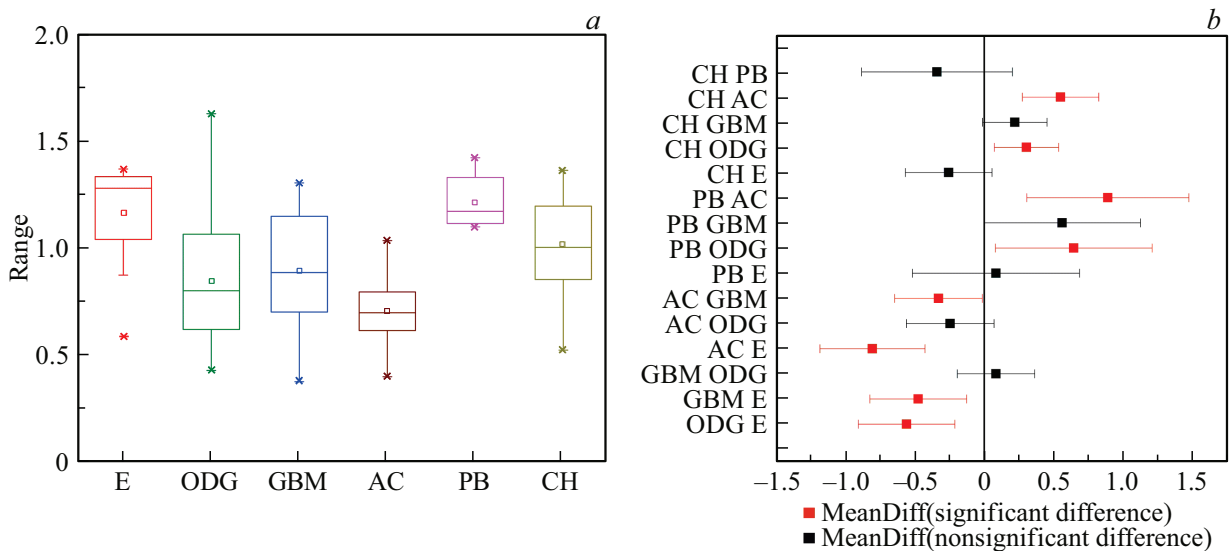 a
2.0
1.5
1.0
0.5
0
Range
E ODG GBM AC PB CH
b
CH PB
CH AC
CH GBM
CH ODG
CH E
PB AC
PB GBM
PB ODG
PB E
AC GBM
AC ODG
AC E
GBM ODG
GBM E
ODG E
–1.5 –1.0 –0.5 0 0.5 1.0 1.5
MeanDiff(significant difference)
MeanDiff(nonsignificant difference)